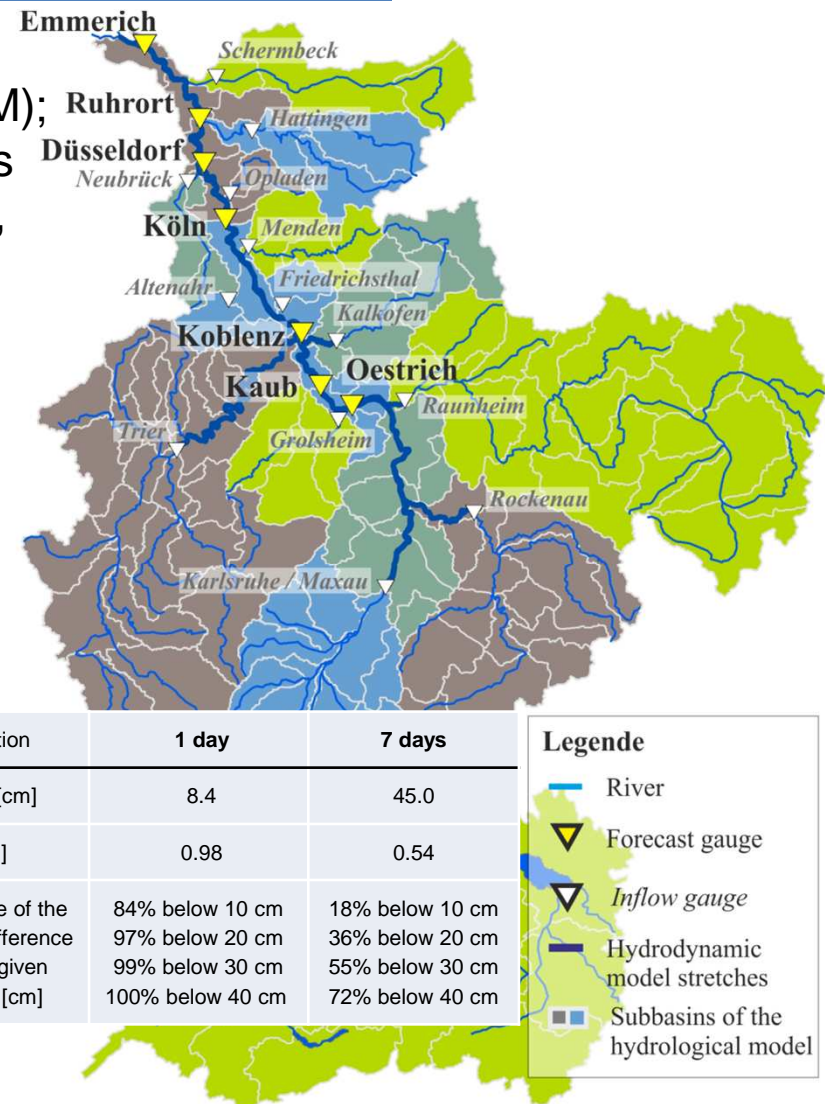 Emmerich
Schermbeck
M);
Ruhrort
Hattingen
s
Düsseldorf
Neubrück
Opladen
,
Köln
Menden
Altenahr
Friedrichsthal
Kalkofen
Koblenz
Oestrich
Kaub
Raunheim
Trier
Grolsheim
Rockenau
Karlsruhe / Maxau
tion 1 day 7 days
[cm] 8.4 45.0
] 0.98 0.54
e of the 84% below 10 cm 18% below 10 cm
fference 97% below 20 cm 36% below 20 cm
given 99% below 30 cm 55% below 30 cm
[cm] 100% below 40 cm 72% below 40 cm
Legende
River
Forecast gauge
Inflow gauge
Hydrodynamic
model stretches
Subbasins of the
hydrological model